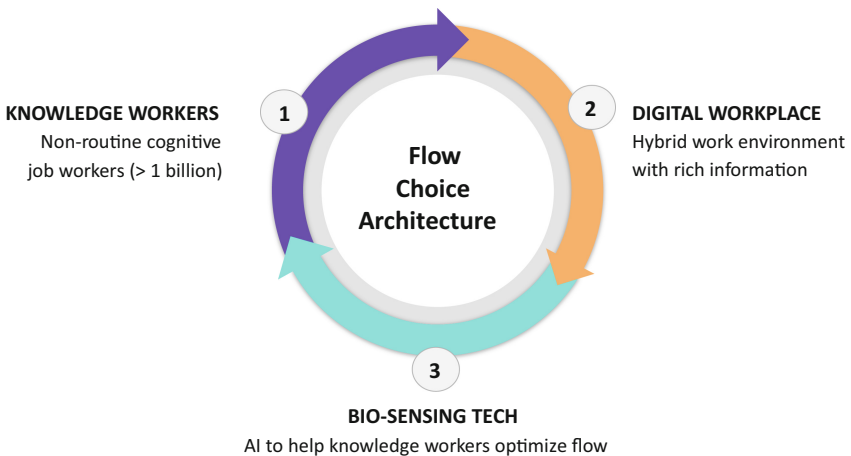 KNOWLEDGE WORKERS
Non-routine cognitive
job workers (> 1 billion)
1
2
DIGITAL WORKPLACE
Hybrid work environment
with rich information
Flow
Choice
Architecture
3
BIO-SENSING TECH
AI to help knowledge workers optimize flow